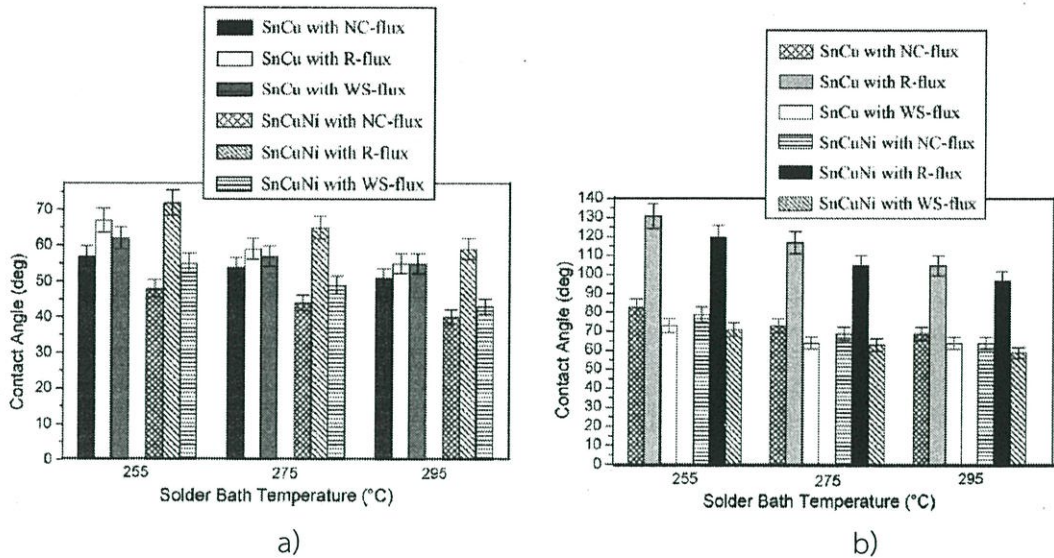 SnCu with NC-flux
SnCu with R-flux
SnCu with WS-flux
SnCuNi with NC-flux
SnCuNi with R-flux
SnCuNi with WS-flux
Contact Angle (deg)
70
60
50
40
30
20
10
0
255
275
295
Solder Bath Temperature (°C)
a)
SnCu with NC-flux
SnCu with R-flux
SnCu with WS-flux
SnCuNi with NC-flux
SnCuNi with R-flux
SnCuNi with WS-flux
Contact Angle (deg)
140
130
120
110
100
90
80
70
60
50
40
30
20
10
0
255
275
295
Solder Bath Temperature (°C)
b)